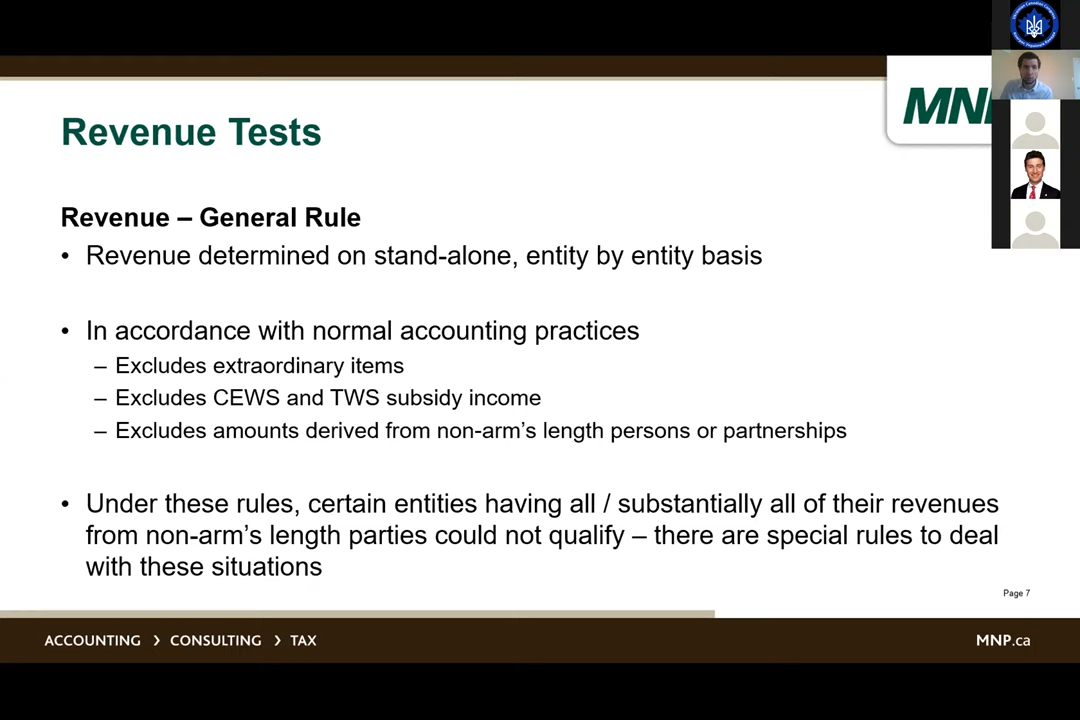 MNP
Revenue Tests
Revenue – General Rule
• Revenue determined on stand-alone, entity by entity basis
• In accordance with normal accounting practices
– Excludes extraordinary items
– Excludes CEWS and TWS subsidy income
– Excludes amounts derived from non-arm’s length persons or partnerships
• Under these rules, certain entities having all / substantially all of their revenues
from non-arm’s length parties could not qualify – there are special rules to deal
with these situations
Page 7
ACCOUNTING › CONSULTING › TAX
MNP.ca